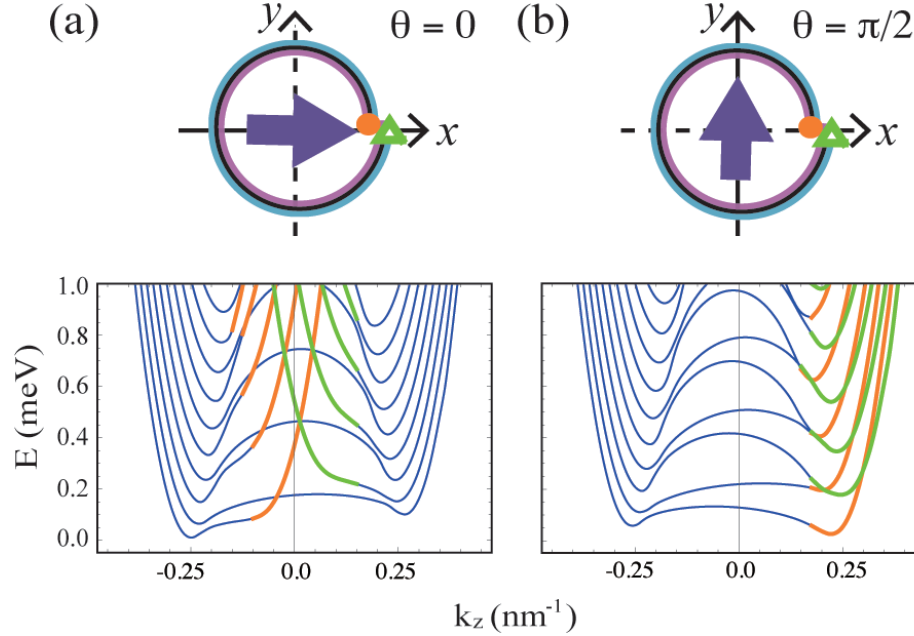 (a) y θ = 0
x
(b) y θ = π/2
x
E (meV)
1.0
0.8
0.6
0.4
0.2
0.0
-0.25 0.0 0.25
-0.25 0.0 0.25
k_z (nm⁻¹)